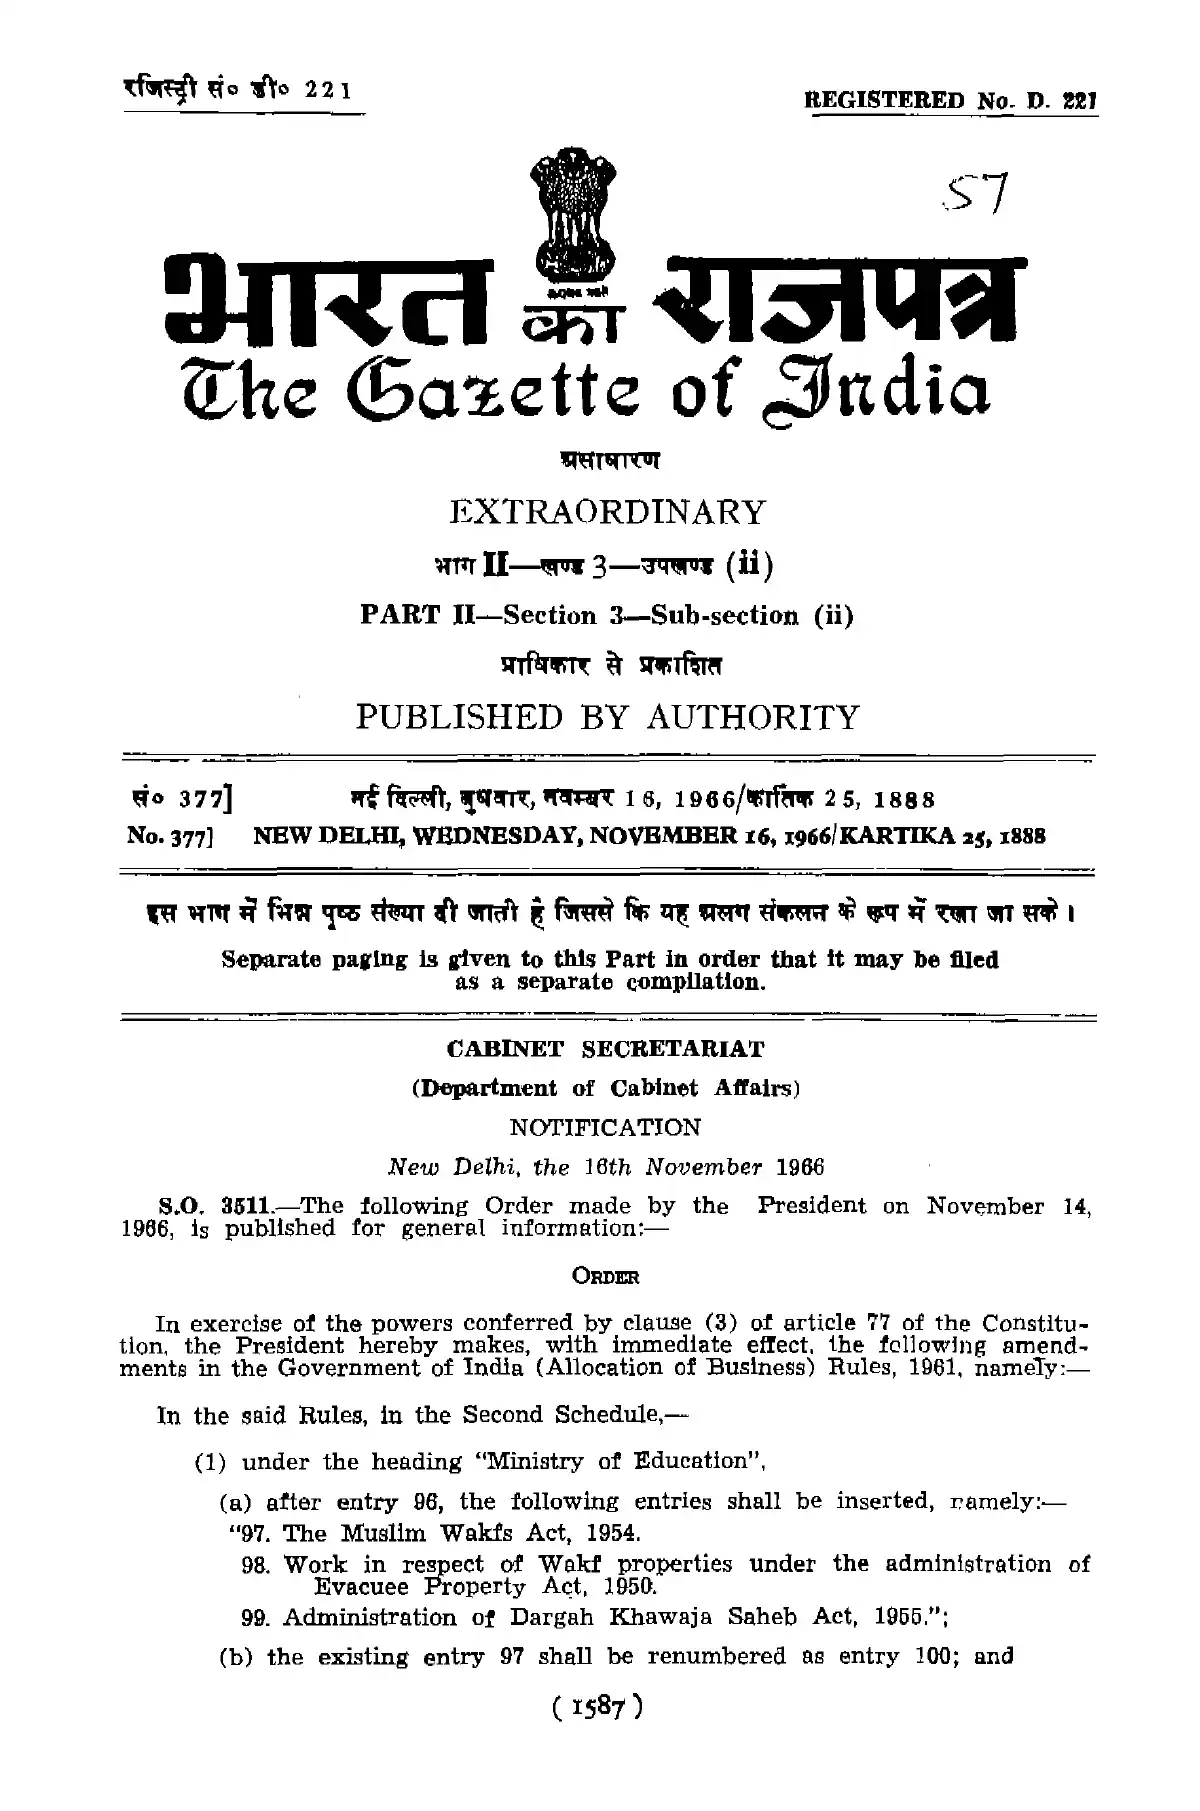 रजिस्ट्री सं० डी० 221
REGISTERED No. D. 221
57
भारत का राजपत्र
The Gazette of India
असाधारण
EXTRAORDINARY
भाग II—खण्ड 3—उपखण्ड (ii)
PART II—Section 3—Sub-section (ii)
प्राधिकार से प्रकाशित
PUBLISHED BY AUTHORITY
सं० 377] नई दिल्ली, बुधवार, नवम्बर 16, 1966/कार्तिक 25, 1888
No. 377] NEW DELHI, WEDNESDAY, NOVEMBER 16, 1966/KARTIKA 25, 1888
इस भाग में भिन्न पृष्ठ संख्या दी जाती है जिससे कि यह अलग संकलन के रूप में रखा जा सके ।
Separate paging is given to this Part in order that it may be filed
as a separate compilation.
CABINET SECRETARIAT
(Department of Cabinet Affairs)
NOTIFICATION
New Delhi, the 16th November 1966
S.O. 3511.—The following Order made by the President on November 14,
1966, is published for general information:—
ORDER
In exercise of the powers conferred by clause (3) of article 77 of the Constitu-
tion, the President hereby makes, with immediate effect, the following amend-
ments in the Government of India (Allocation of Business) Rules, 1961, namely:—
In the said Rules, in the Second Schedule,—
(1) under the heading "Ministry of Education",
(a) after entry 96, the following entries shall be inserted, namely:—
"97. The Muslim Wakfs Act, 1954.
98. Work in respect of Wakf properties under the administration of
Evacuee Property Act, 1950.
99. Administration of Dargah Khawaja Saheb Act, 1955.";
(b) the existing entry 97 shall be renumbered as entry 100; and
(1587)